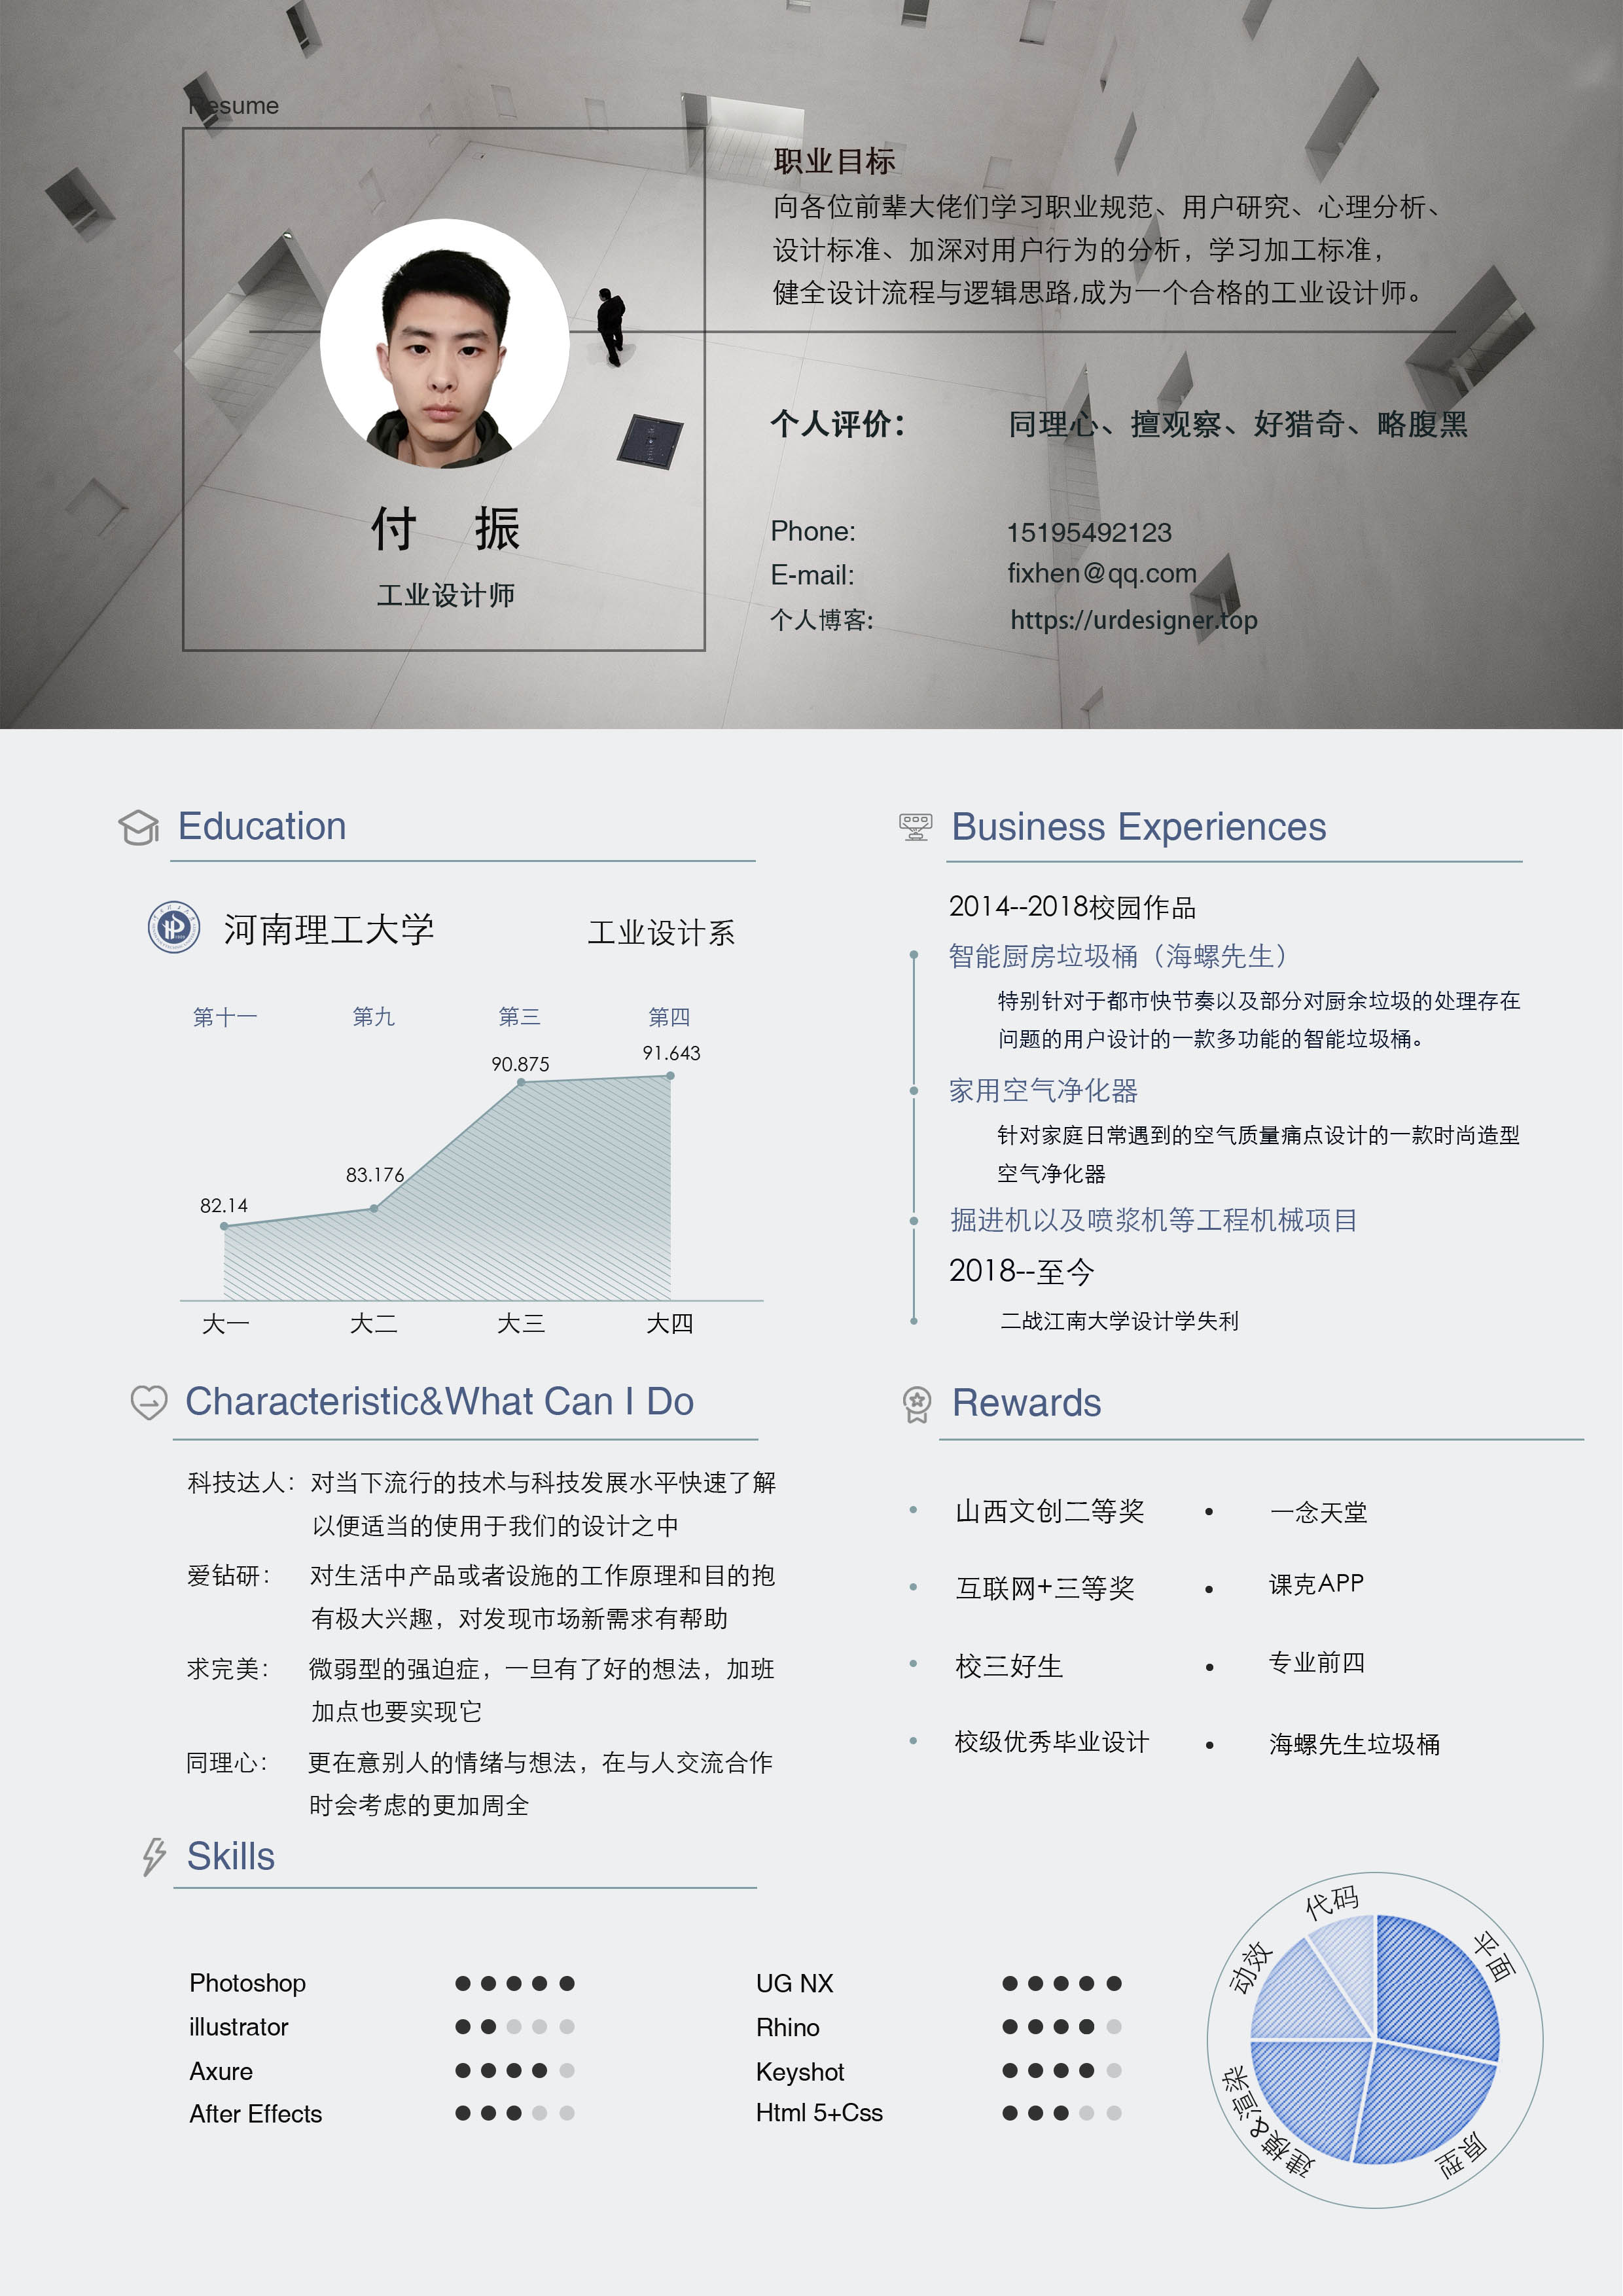 Resume
付 振
工业设计师
职业目标
向各位前辈大佬们学习职业规范、用户研究、心理分析、
设计标准、加深对用户行为的分析，学习加工标准，
健全设计流程与逻辑思路,成为一个合格的工业设计师。
个人评价： 同理心、擅观察、好猎奇、略腹黑
Phone: 15195492123
E-mail: fixhen@qq.com
个人博客: https://urdesigner.top
Education
河南理工大学 工业设计系
第十一 第九 第三 第四
82.14 83.176 90.875 91.643
大一 大二 大三 大四
Business Experiences
2014--2018校园作品
智能厨房垃圾桶（海螺先生）
特别针对于都市快节奏以及部分对厨余垃圾的处理存在
问题的用户设计的一款多功能的智能垃圾桶。
家用空气净化器
针对家庭日常遇到的空气质量痛点设计的一款时尚造型
空气净化器
掘进机以及喷浆机等工程机械项目
2018--至今
二战江南大学设计学失利
Characteristic&What Can I Do
科技达人：对当下流行的技术与科技发展水平快速了解
以便适当的使用于我们的设计之中
爱钻研： 对生活中产品或者设施的工作原理和目的抱
有极大兴趣，对发现市场新需求有帮助
求完美： 微弱型的强迫症，一旦有了好的想法，加班
加点也要实现它
同理心： 更在意别人的情绪与想法，在与人交流合作
时会考虑的更加周全
Rewards
• 山西文创二等奖 • 一念天堂
• 互联网+三等奖 • 课克APP
• 校三好生 • 专业前四
• 校级优秀毕业设计 • 海螺先生垃圾桶
Skills
Photoshop
illustrator
Axure
After Effects
UG NX
Rhino
Keyshot
Html 5+Css
代码
平面
原型
建模&渲染
动效